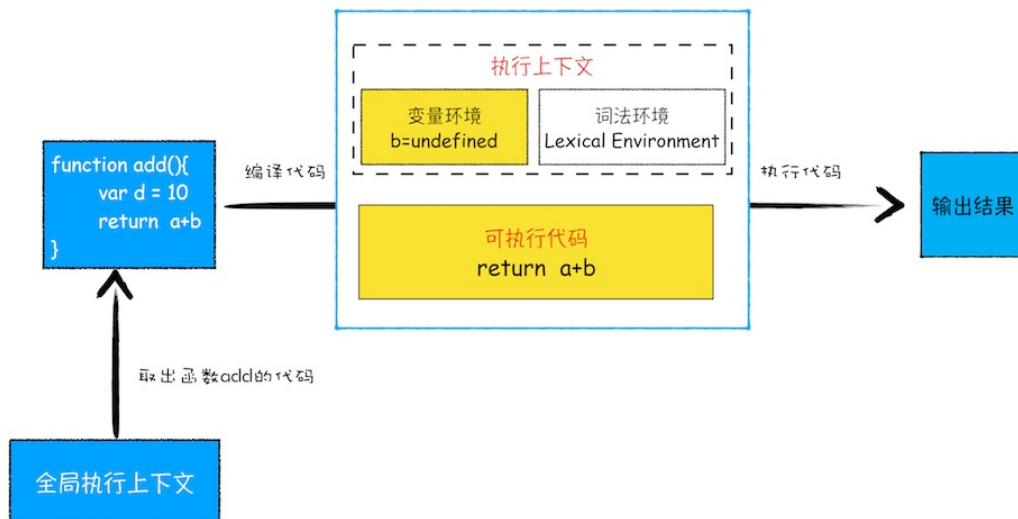 执行上下文
变量环境
b=undefined
词法环境
Lexical Environment
function add(){
var d = 10
return a+b
}
编译代码
执行代码
输出结果
可执行代码
return a+b
取出函数add的代码
全局执行上下文